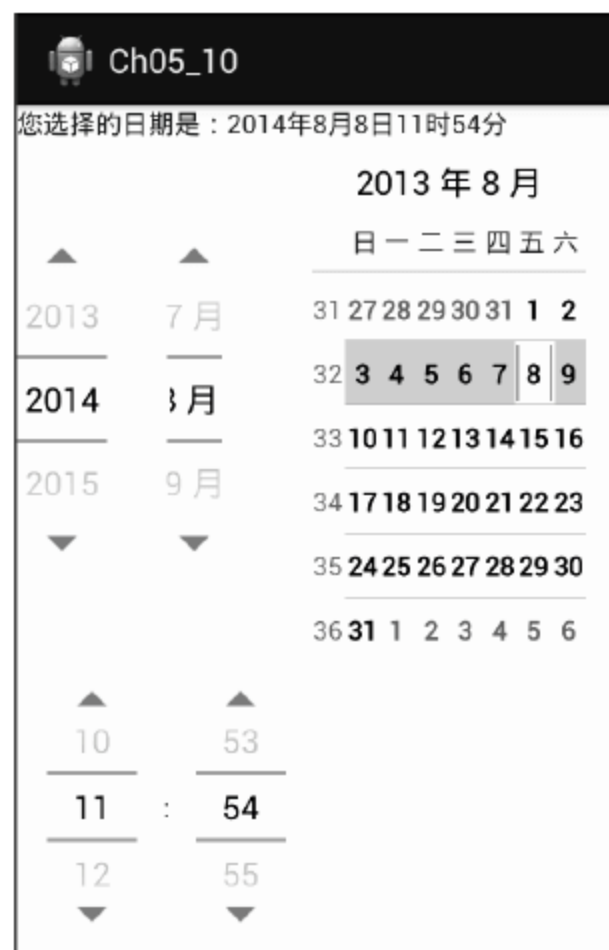 Ch05_10
您选择的日期是：2014年8月8日11时54分
2013 年 8 月
日 一 二 三 四 五 六
2013 7 月
2014 月
2015 9 月
31 27 28 29 30 31 1 2
32 3 4 5 6 7 8 9
33 10 11 12 13 14 15 16
34 17 18 19 20 21 22 23
35 24 25 26 27 28 29 30
36 31 1 2 3 4 5 6
10 53
11 : 54
12 55